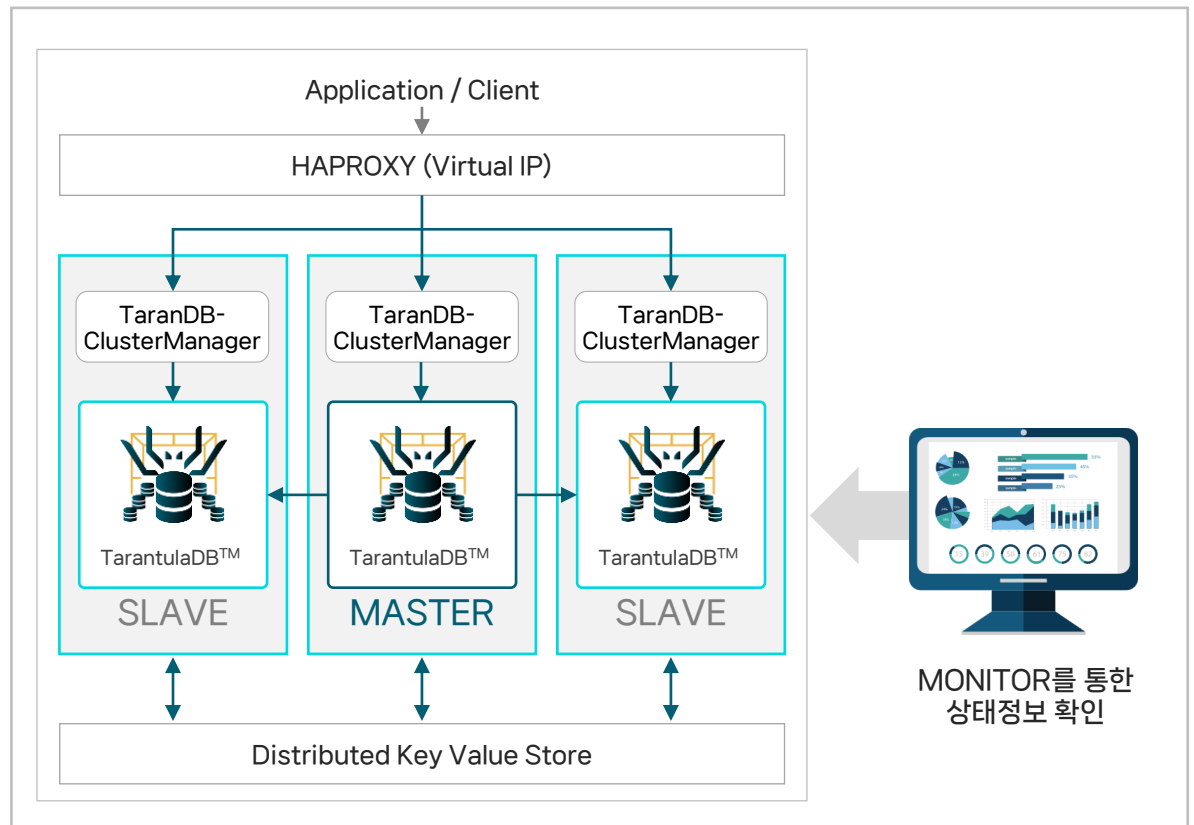 Application / Client
HAPROXY (Virtual IP)
TaranDB-
ClusterManager
TaranDB-
ClusterManager
TaranDB-
ClusterManager
TarantulaDB™
TarantulaDB™
TarantulaDB™
SLAVE
MASTER
SLAVE
Distributed Key Value Store
MONITOR를 통한
상태정보 확인